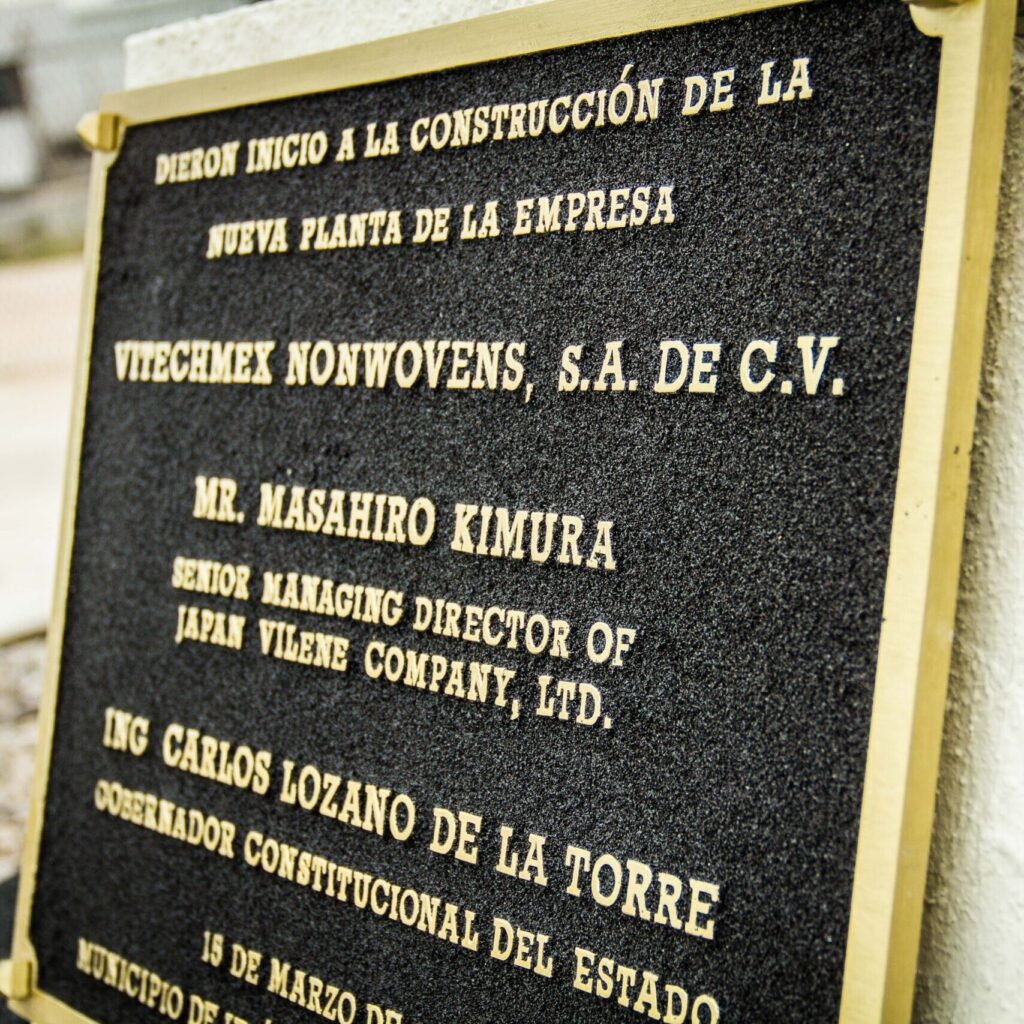 DIERON INICIO A LA CONSTRUCCIÓN DE LA
NUEVA PLANTA DE LA EMPRESA
VITECHMEX NONWOVENS, S.A. DE C.V.
MR. MASAHIRO KIMURA
SENIOR MANAGING DIRECTOR OF
JAPAN VILENE COMPANY, LTD.
ING CARLOS LOZANO DE LA TORRE
GOBERNADOR CONSTITUCIONAL DEL ESTADO
15 DE MARZO DE
MUNICIPIO DE